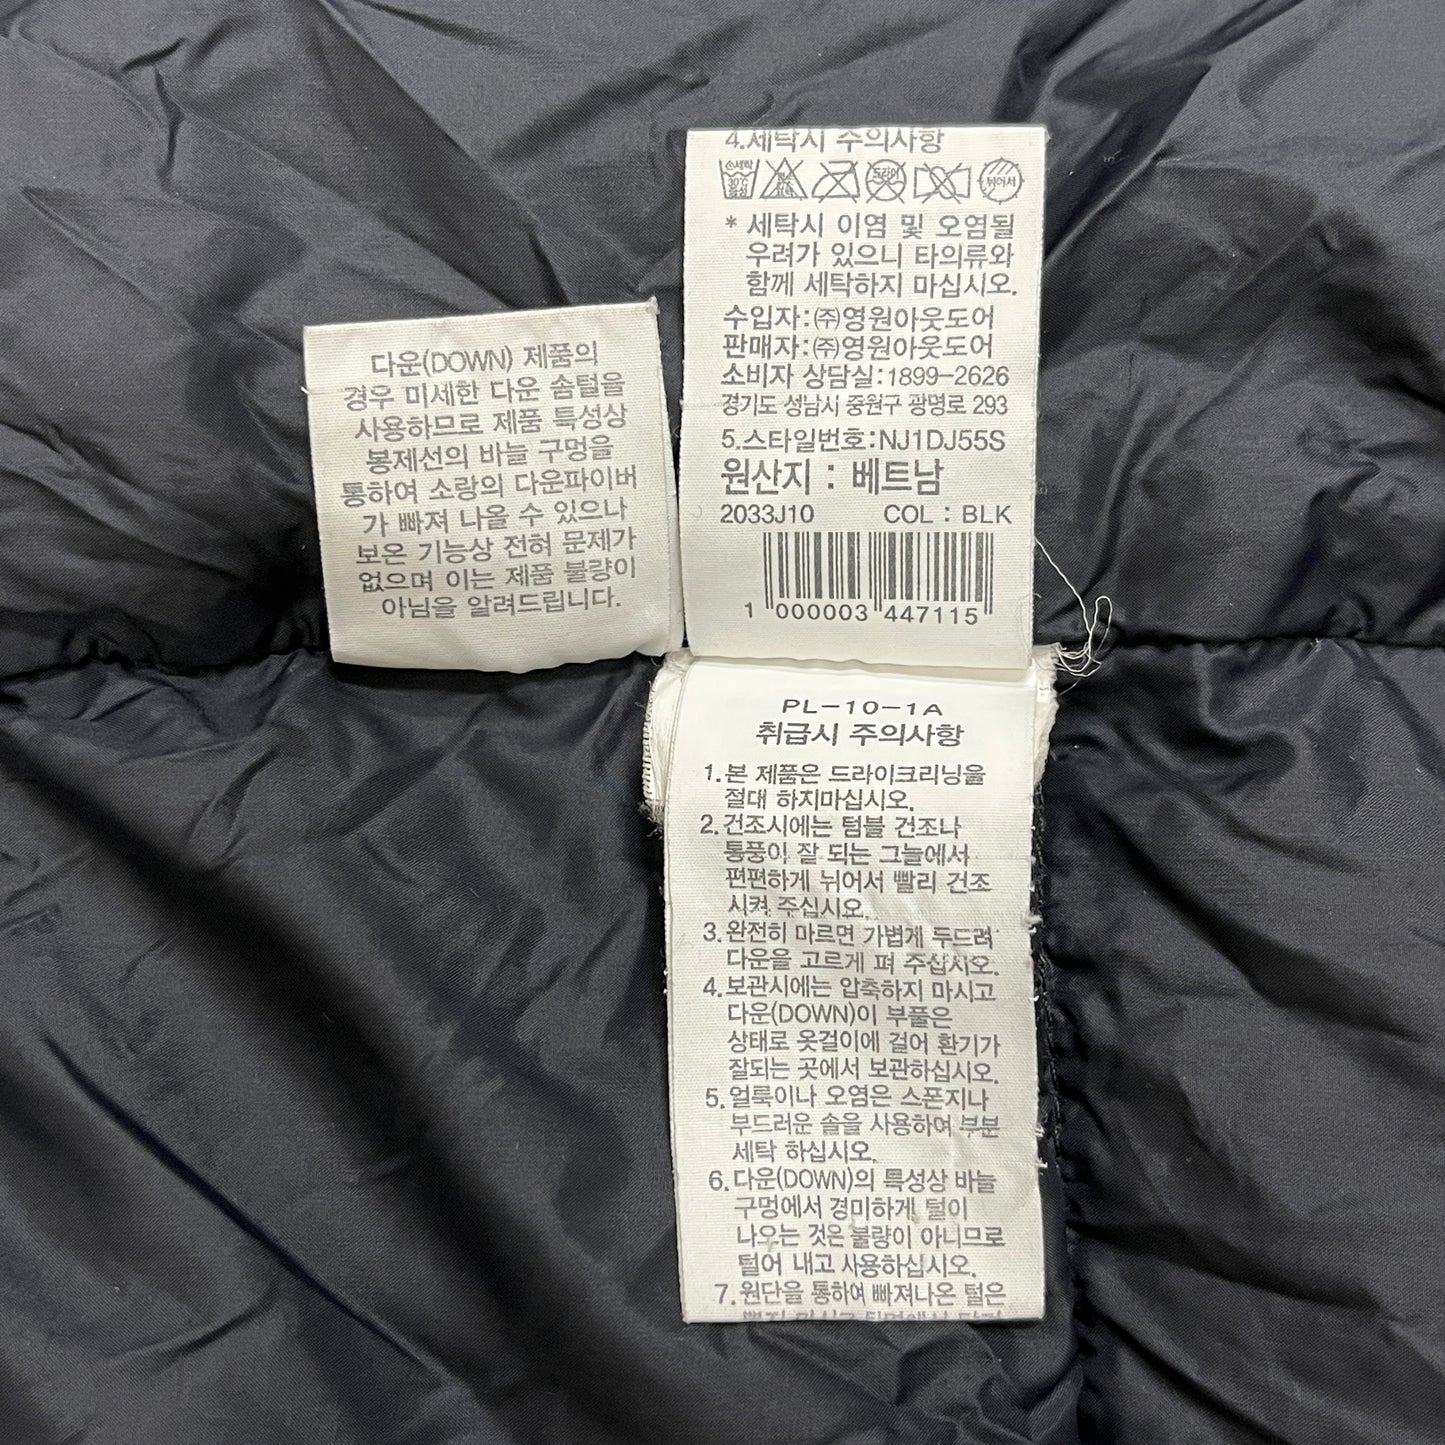 다운(DOWN) 제품의
경우 미세한 다운 솜털을
사용하므로 제품 특성상
봉제선의 바늘 구멍을
통하여 소량의 다운파이버
가 빠져 나올 수 있으나
보온 기능상 전혀 문제가
없으며 이는 제품 불량이
아님을 알려드립니다.
4.세탁시 주의사항
손세탁 30℃ 중성 드라이 뉘어서
* 세탁시 이염 및 오염될
우려가 있으니 타의류와
함께 세탁하지 마십시오.
수입자:㈜영원아웃도어
판매자:㈜영원아웃도어
소비자 상담실:1899-2626
경기도 성남시 중원구 광명로 293
5.스타일번호:NJ1DJ55S
원산지 : 베트남
2033J10 COL : BLK
1 000003 447115
PL-10-1A
취급시 주의사항
1.본 제품은 드라이크리닝을
절대 하지마십시오.
2.건조시에는 텀블 건조나
통풍이 잘 되는 그늘에서
편편하게 뉘어서 빨리 건조
시켜 주십시오.
3.완전히 마르면 가볍게 두드려
다운을 고르게 펴 주십시오.
4.보관시에는 압축하지 마시고
다운(DOWN)이 부풀은
상태로 옷걸이에 걸어 환기가
잘되는 곳에서 보관하십시오.
5.얼룩이나 오염은 스폰지나
부드러운 솔을 사용하여 부분
세탁 하십시오.
6.다운(DOWN)의 특성상 바늘
구멍에서 경미하게 털이
나오는 것은 불량이 아니므로
털어 내고 사용하십시오.
7.원단을 통하여 빠져나온 털은